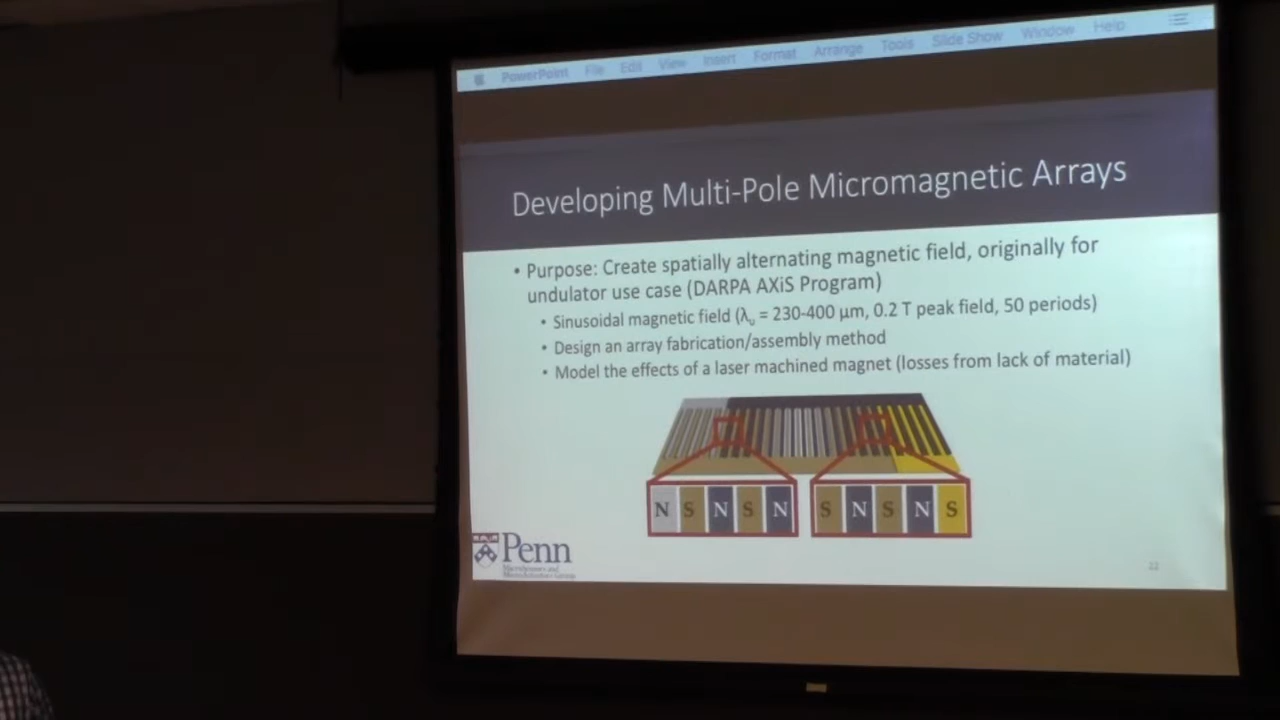 PowerPoint File Edit View Insert Format Arrange Tools Slide Show Window Help
Developing Multi-Pole Micromagnetic Arrays
• Purpose: Create spatially alternating magnetic field, originally for
undulator use case (DARPA AXiS Program)
• Sinusoidal magnetic field (λᵤ = 230-400 µm, 0.2 T peak field, 50 periods)
• Design an array fabrication/assembly method
• Model the effects of a laser machined magnet (losses from lack of material)
N S N S N
S N S N S
Penn
22